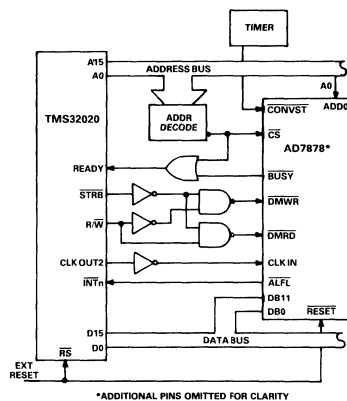 TIMER
A15
A0
ADDRESS BUS
A0
ADDR
DECODE
CONVST
ADD0
TMS32020
CS
AD7878*
READY
BUSY
STRB
DMWR
R/W
DMRD
CLK OUT2
CLK IN
INTn
ALFL
DB11
DB0
RESET
D15
D0
DATA BUS
RS
EXT
RESET
*ADDITIONAL PINS OMITTED FOR CLARITY